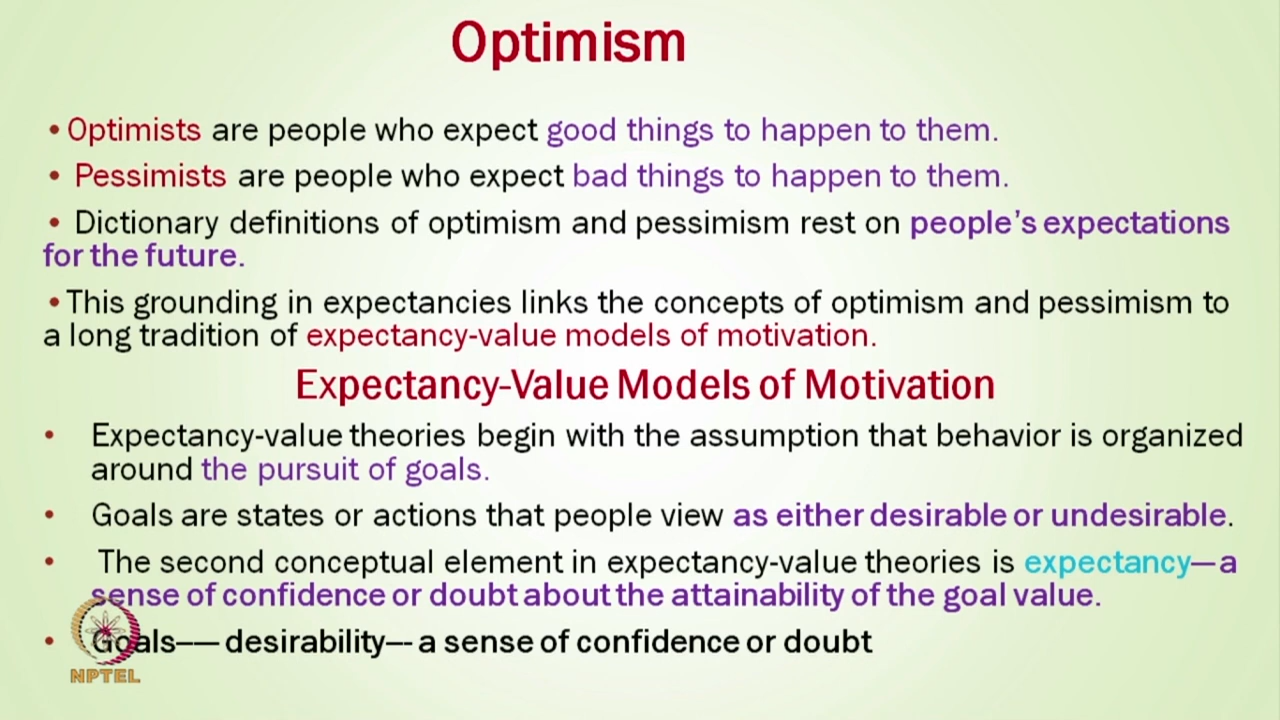 Optimism
•Optimists are people who expect good things to happen to them.
• Pessimists are people who expect bad things to happen to them.
• Dictionary definitions of optimism and pessimism rest on people's expectations
for the future.
•This grounding in expectancies links the concepts of optimism and pessimism to
a long tradition of expectancy-value models of motivation.
Expectancy-Value Models of Motivation
• Expectancy-value theories begin with the assumption that behavior is organized
around the pursuit of goals.
• Goals are states or actions that people view as either desirable or undesirable.
• The second conceptual element in expectancy-value theories is expectancy—a
sense of confidence or doubt about the attainability of the goal value.
• Goals—— desirability—- a sense of confidence or doubt
NPTEL